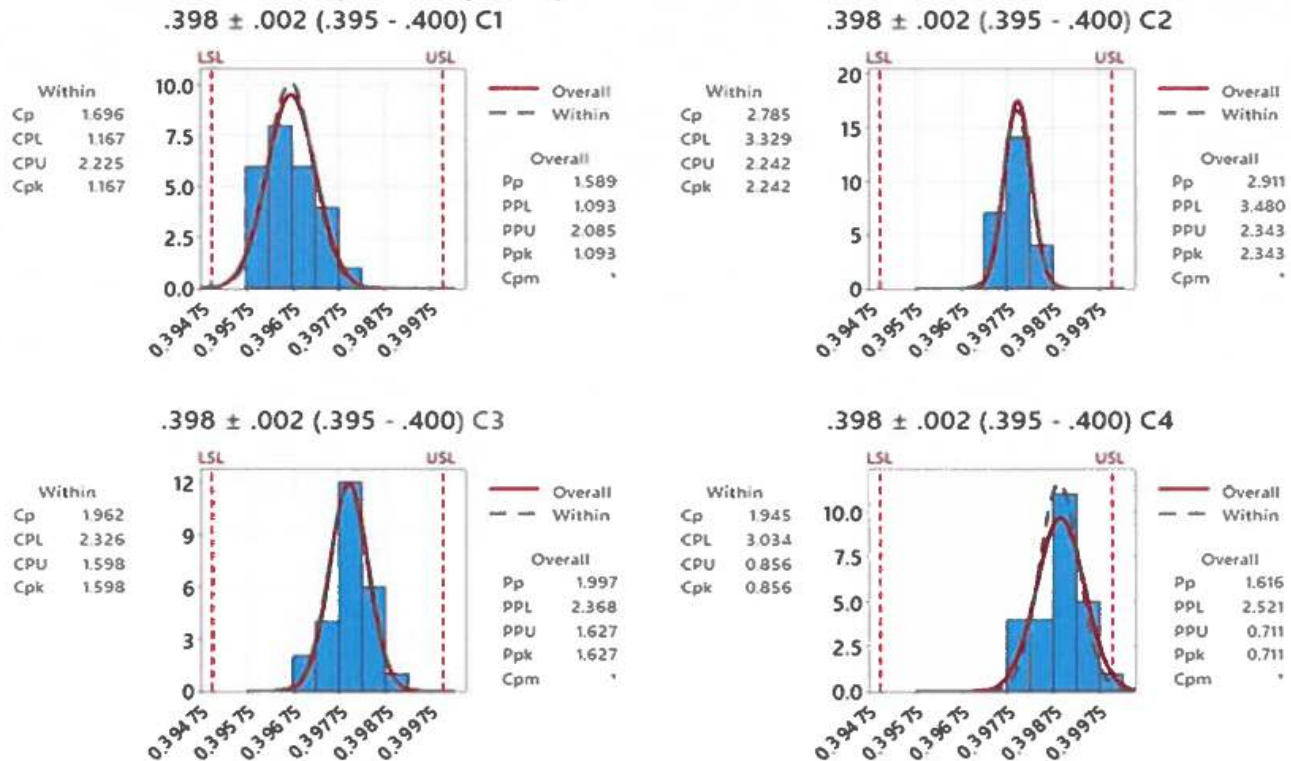 .398 ± .002 (.395 - .400) C1
LSL USL
Within
Cp 1.696
CPL 1.167
CPU 2.225
Cpk 1.167
10.0
7.5
5.0
2.5
0.0
0.39475 0.39575 0.39675 0.39775 0.39875 0.39975
Overall
Within
Overall
Pp 1.589
PPL 1.093
PPU 2.085
Ppk 1.093
Cpm *
.398 ± .002 (.395 - .400) C2
LSL USL
Within
Cp 2.785
CPL 3.329
CPU 2.242
Cpk 2.242
20
15
10
5
0
0.39475 0.39575 0.39675 0.39775 0.39875 0.39975
Overall
Within
Overall
Pp 2.911
PPL 3.480
PPU 2.343
Ppk 2.343
Cpm *
.398 ± .002 (.395 - .400) C3
LSL USL
Within
Cp 1.962
CPL 2.326
CPU 1.598
Cpk 1.598
12
9
6
3
0
0.39475 0.39575 0.39675 0.39775 0.39875 0.39975
Overall
Within
Overall
Pp 1.997
PPL 2.368
PPU 1.627
Ppk 1.627
Cpm *
.398 ± .002 (.395 - .400) C4
LSL USL
Within
Cp 1.945
CPL 3.034
CPU 0.856
Cpk 0.856
10.0
7.5
5.0
2.5
0.0
0.39475 0.39575 0.39675 0.39775 0.39875 0.39975
Overall
Within
Overall
Pp 1.616
PPL 2.521
PPU 0.711
Ppk 0.711
Cpm *